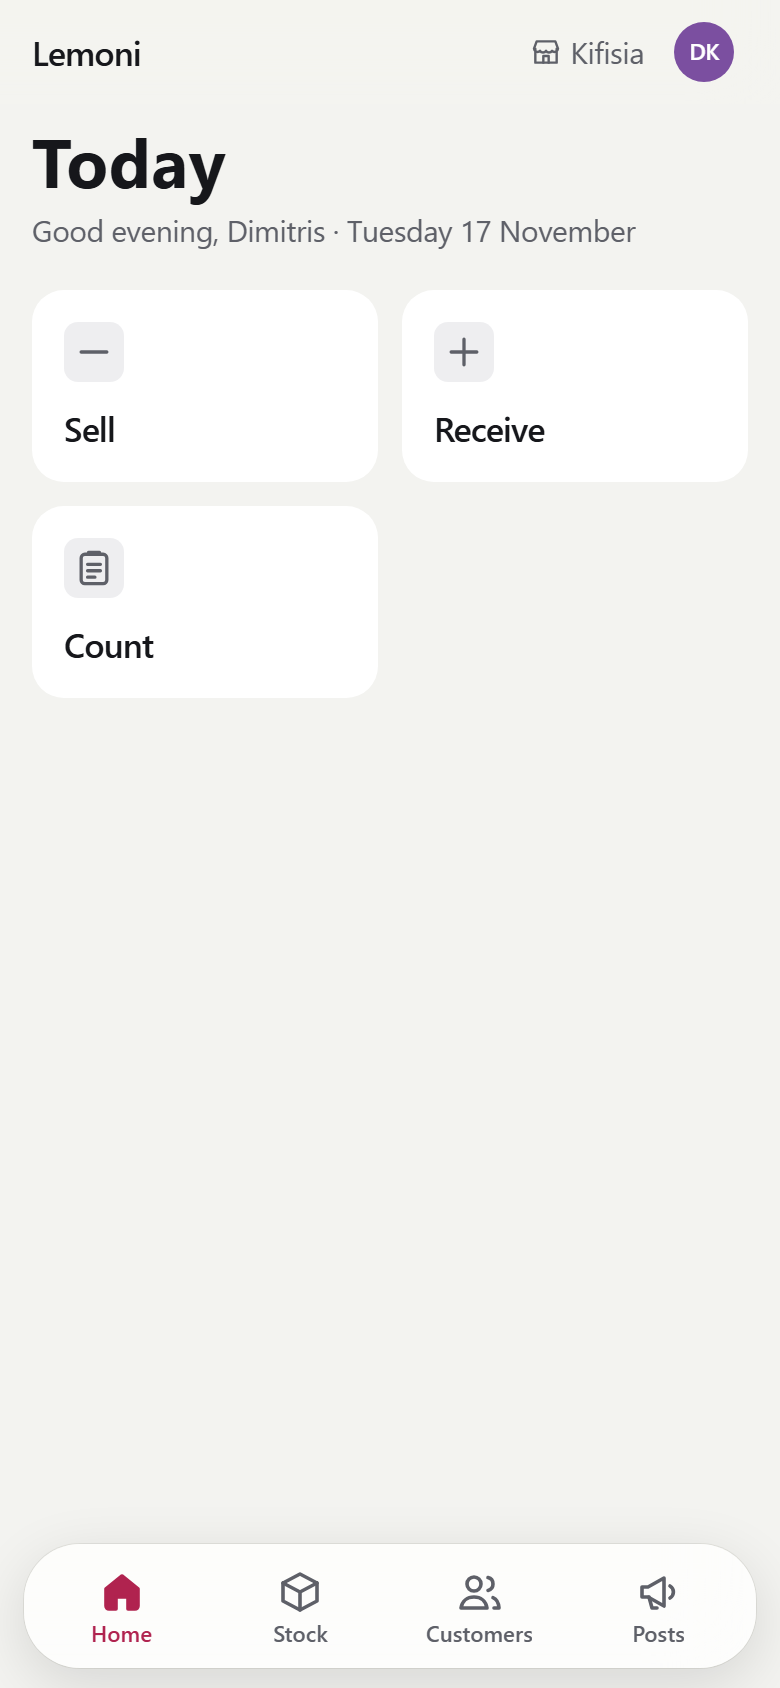 Lemoni
Kifisia
DK
Today
Good evening, Dimitris · Tuesday 17 November
Sell
Receive
Count
Home
Stock
Customers
Posts